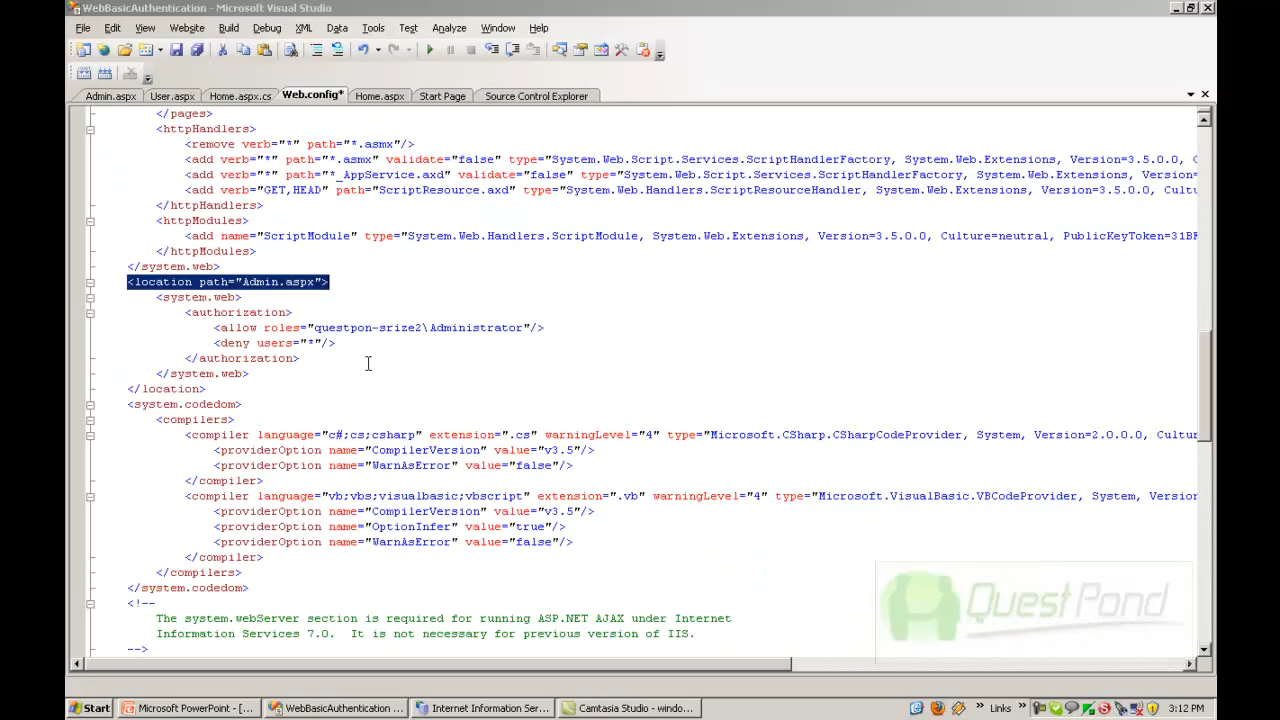 WebBasicAuthentication - Microsoft Visual Studio
File Edit View Website Build Debug XML Data Tools Test Analyze Window Help
Admin.aspx User.aspx Home.aspx.cs Web.config* Home.aspx Start Page Source Control Explorer
</pages>
<httpHandlers>
<remove verb="*" path="*.asmx"/>
<add verb="*" path="*.asmx" validate="false" type="System.Web.Script.Services.ScriptHandlerFactory, System.Web.Extensions, Version=3.5.0.0, C
<add verb="*" path="*_AppService.axd" validate="false" type="System.Web.Script.Services.ScriptHandlerFactory, System.Web.Extensions, Version=
<add verb="GET,HEAD" path="ScriptResource.axd" type="System.Web.Handlers.ScriptResourceHandler, System.Web.Extensions, Version=3.5.0.0, Cultu
</httpHandlers>
<httpModules>
<add name="ScriptModule" type="System.Web.Handlers.ScriptModule, System.Web.Extensions, Version=3.5.0.0, Culture=neutral, PublicKeyToken=31BF
</httpModules>
</system.web>
<location path="Admin.aspx">
<system.web>
<authorization>
<allow roles="questpon-srize2\Administrator"/>
<deny users="*"/>
</authorization>
</system.web>
</location>
<system.codedom>
<compilers>
<compiler language="c#;cs;csharp" extension=".cs" warningLevel="4" type="Microsoft.CSharp.CSharpCodeProvider, System, Version=2.0.0.0, Cultur
<providerOption name="CompilerVersion" value="v3.5"/>
<providerOption name="WarnAsError" value="false"/>
</compiler>
<compiler language="vb;vbs;visualbasic;vbscript" extension=".vb" warningLevel="4" type="Microsoft.VisualBasic.VBCodeProvider, System, Version
<providerOption name="CompilerVersion" value="v3.5"/>
<providerOption name="OptionInfer" value="true"/>
<providerOption name="WarnAsError" value="false"/>
</compiler>
</compilers>
</system.codedom>
<!--
The system.webServer section is required for running ASP.NET AJAX under Internet
Information Services 7.0.  It is not necessary for previous version of IIS.
-->
QuestPond
Start Microsoft PowerPoint - [... WebBasicAuthentication ... Internet Information Ser... Camtasia Studio - windo... Links 3:12 PM